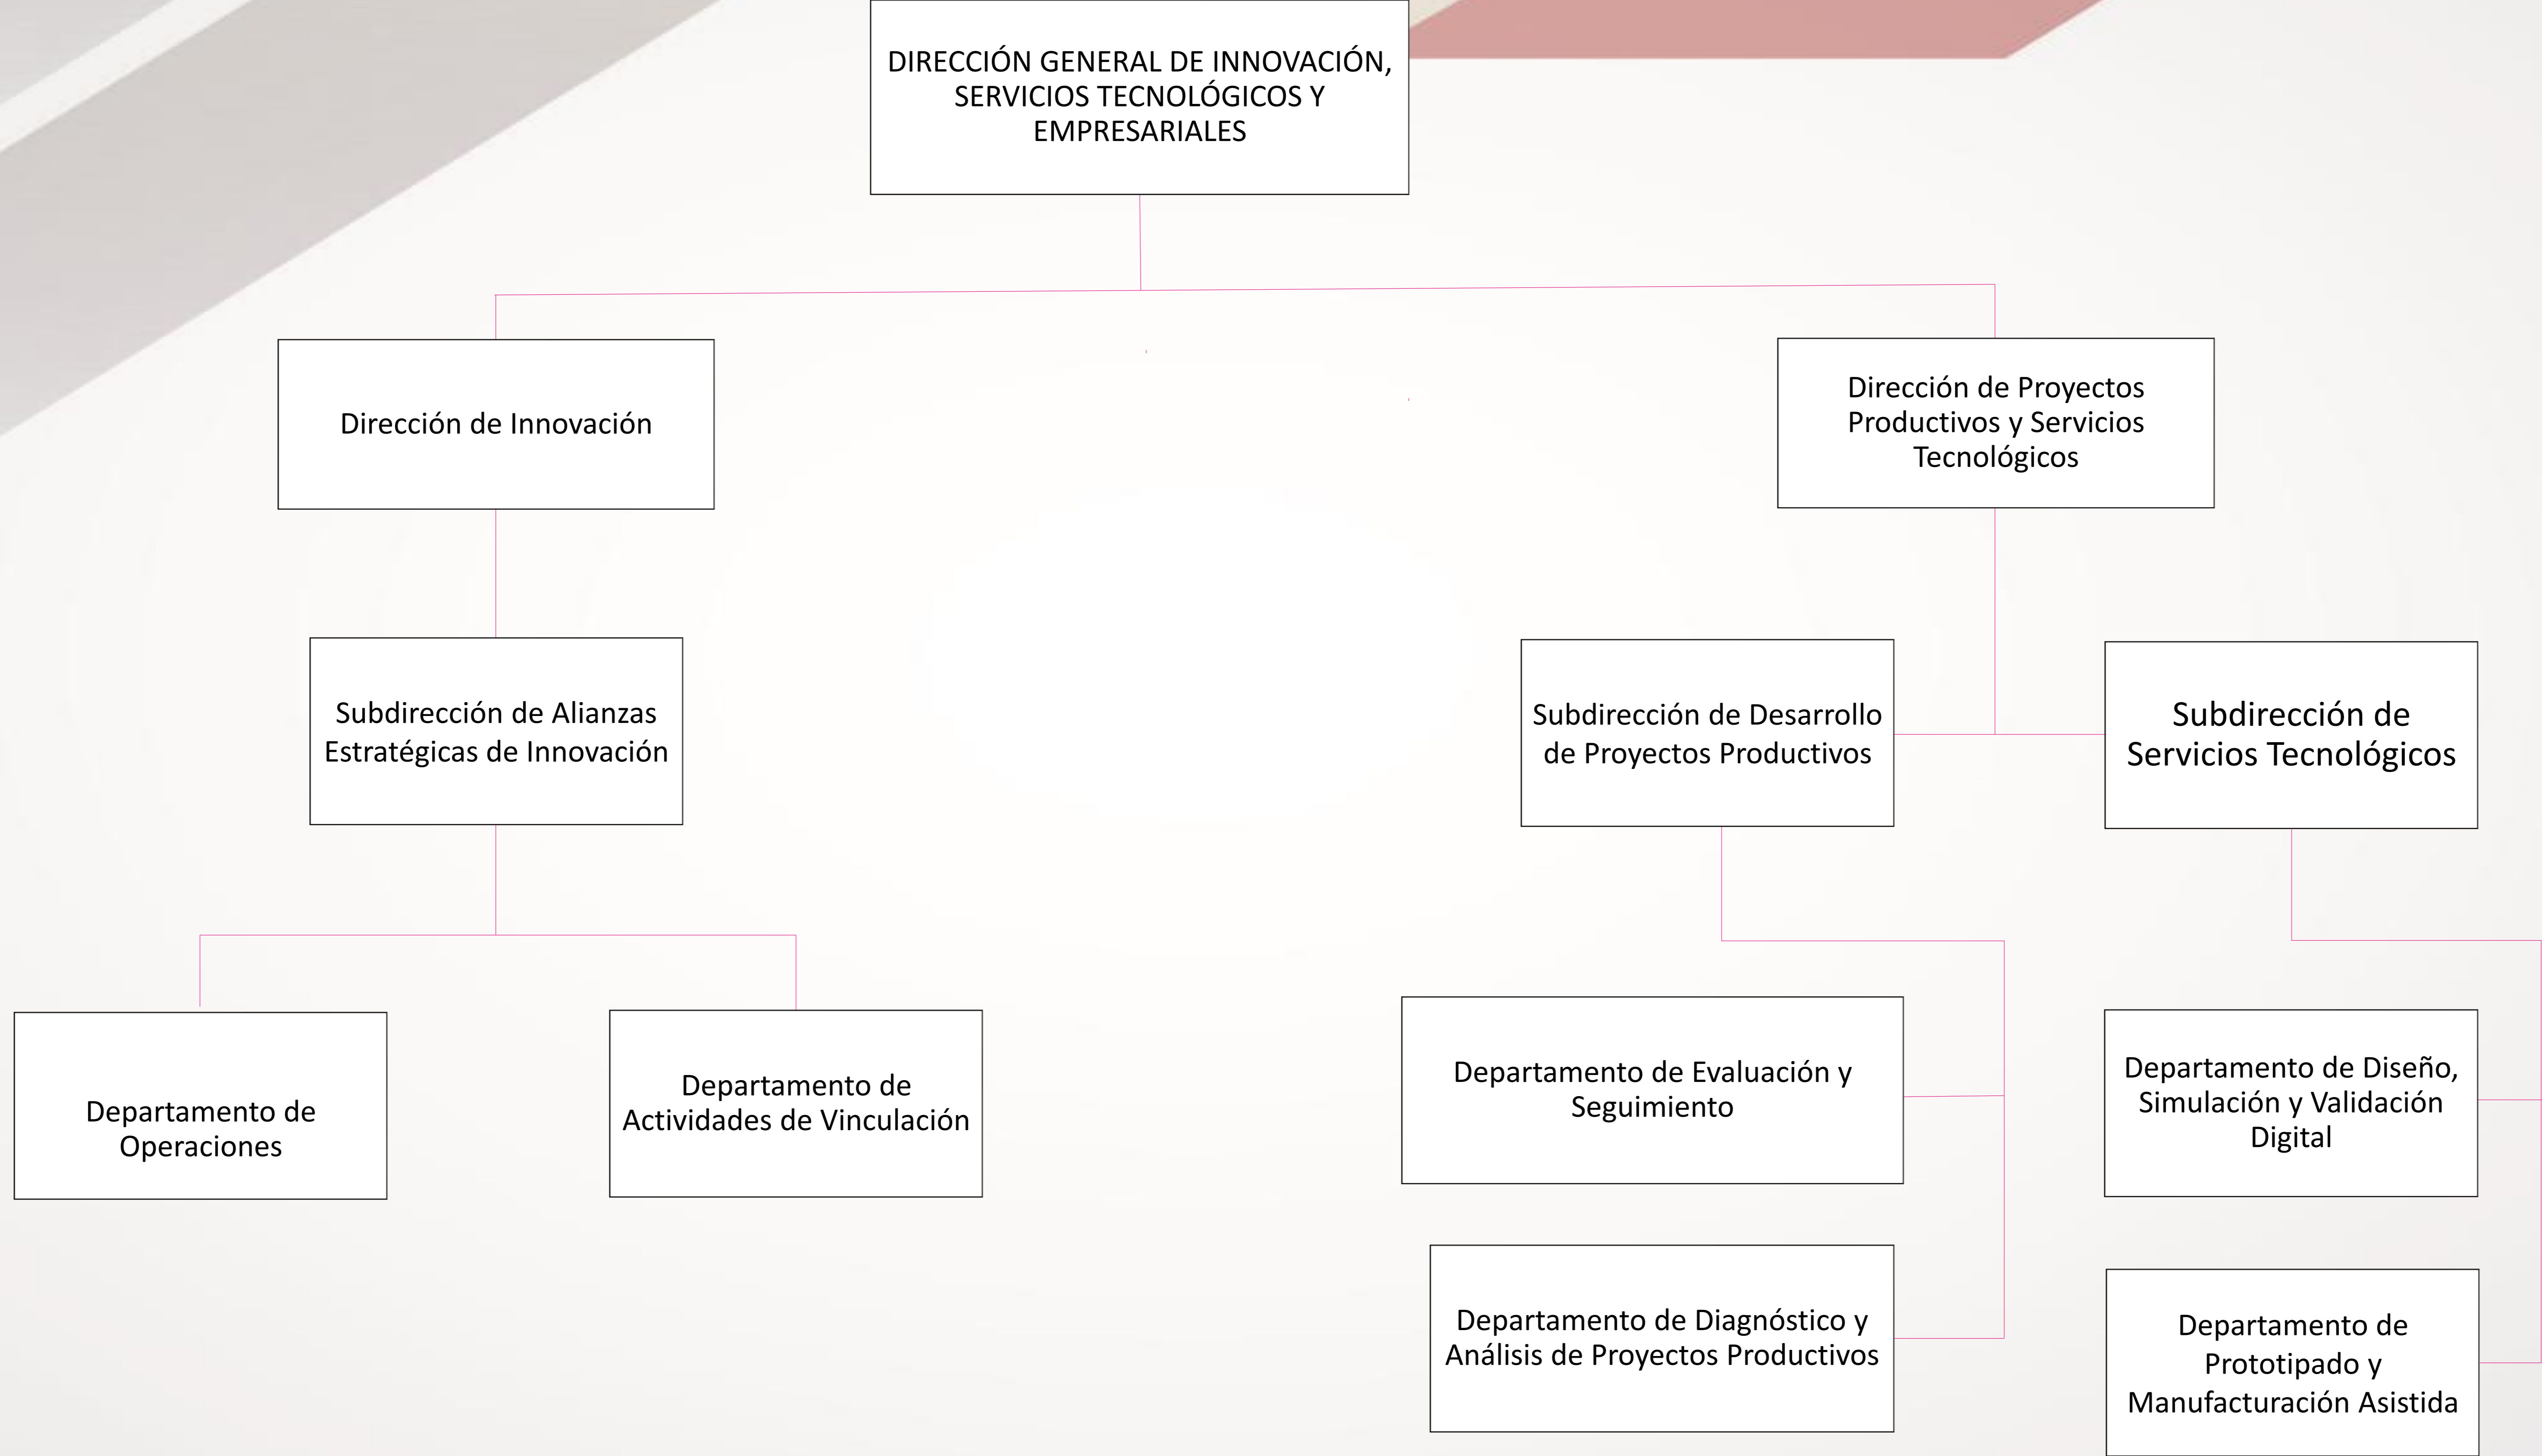 DIRECCIÓN GENERAL DE INNOVACIÓN,
SERVICIOS TECNOLÓGICOS Y
EMPRESARIALES
Dirección de Innovación
Dirección de Proyectos
Productivos y Servicios
Tecnológicos
Subdirección de Alianzas
Estratégicas de Innovación
Subdirección de Desarrollo
de Proyectos Productivos
Subdirección de
Servicios Tecnológicos
Departamento de
Operaciones
Departamento de
Actividades de Vinculación
Departamento de Evaluación y
Seguimiento
Departamento de Diseño,
Simulación y Validación
Digital
Departamento de Diagnóstico y
Análisis de Proyectos Productivos
Departamento de
Prototipado y
Manufacturación Asistida